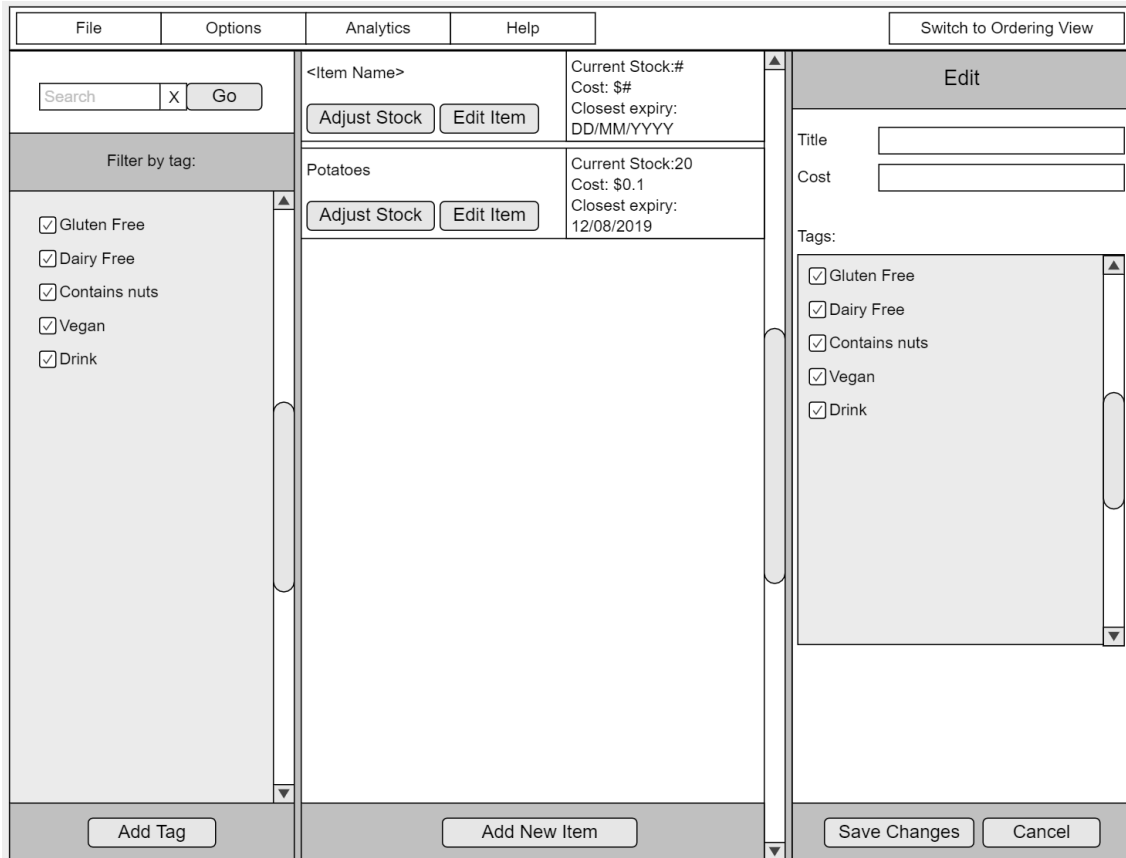 File Options Analytics Help Switch to Ordering View
Search X Go
Filter by tag:
Gluten Free
Dairy Free
Contains nuts
Vegan
Drink
Add Tag
<Item Name>
Adjust Stock Edit Item
Current Stock:#
Cost: $#
Closest expiry:
DD/MM/YYYY
Potatoes
Adjust Stock Edit Item
Current Stock:20
Cost: $0.1
Closest expiry:
12/08/2019
Add New Item
Edit
Title
Cost
Tags:
Gluten Free
Dairy Free
Contains nuts
Vegan
Drink
Save Changes Cancel